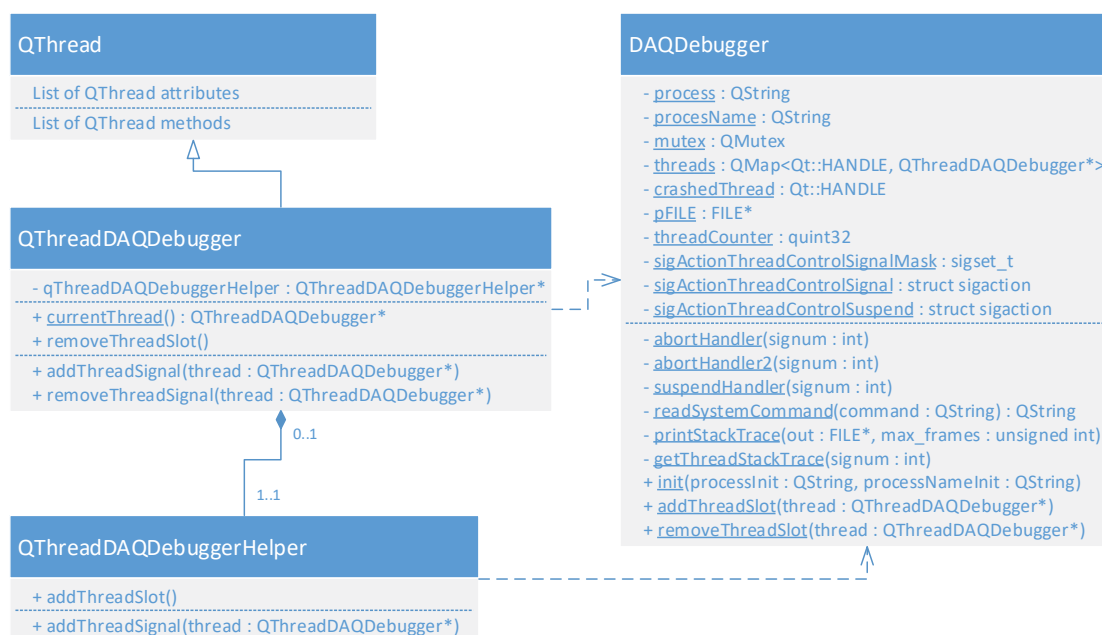 QThread
List of QThread attributes
List of QThread methods
QThreadDAQDebugger
- qThreadDAQDebuggerHelper : QThreadDAQDebuggerHelper*
+ currentThread() : QThreadDAQDebugger*
+ removeThreadSlot()
+ addThreadSignal(thread : QThreadDAQDebugger*)
+ removeThreadSignal(thread : QThreadDAQDebugger*)
0..1
1..1
QThreadDAQDebuggerHelper
+ addThreadSlot()
+ addThreadSignal(thread : QThreadDAQDebugger*)
DAQDebugger
- process : QString
- procesName : QString
- mutex : QMutex
- threads : QMap<Qt::HANDLE, QThreadDAQDebugger*>
- crashedThread : Qt::HANDLE
- pFILE : FILE*
- threadCounter : quint32
- sigActionThreadControlSignalMask : sigset_t
- sigActionThreadControlSignal : struct sigaction
- sigActionThreadControlSuspend : struct sigaction
- abortHandler(signum : int)
- abortHandler2(signum : int)
- suspendHandler(signum : int)
- readSystemCommand(command : QString) : QString
- printStackTrace(out : FILE*, max_frames : unsigned int)
- getThreadStackTrace(signum : int)
+ init(processInit : QString, processNameInit : QString)
+ addThreadSlot(thread : QThreadDAQDebugger*)
+ removeThreadSlot(thread : QThreadDAQDebugger*)